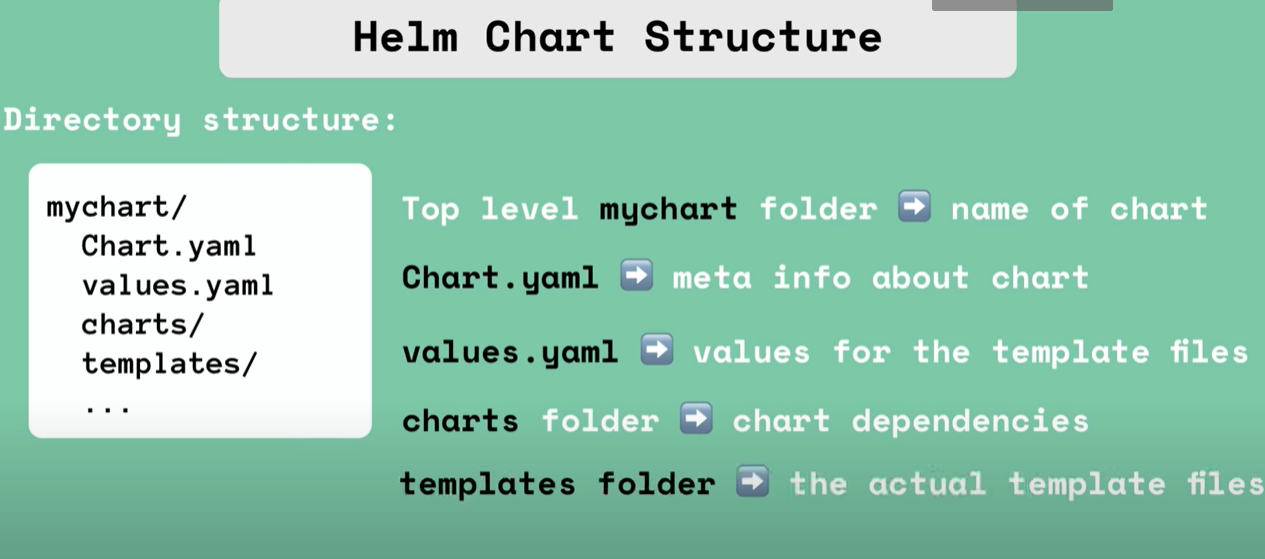 Helm Chart Structure
Directory structure:
mychart/
Chart.yaml
values.yaml
charts/
templates/
...
Top level mychart folder ➡ name of chart
Chart.yaml ➡ meta info about chart
values.yaml ➡ values for the template files
charts folder ➡ chart dependencies
templates folder ➡ the actual template files